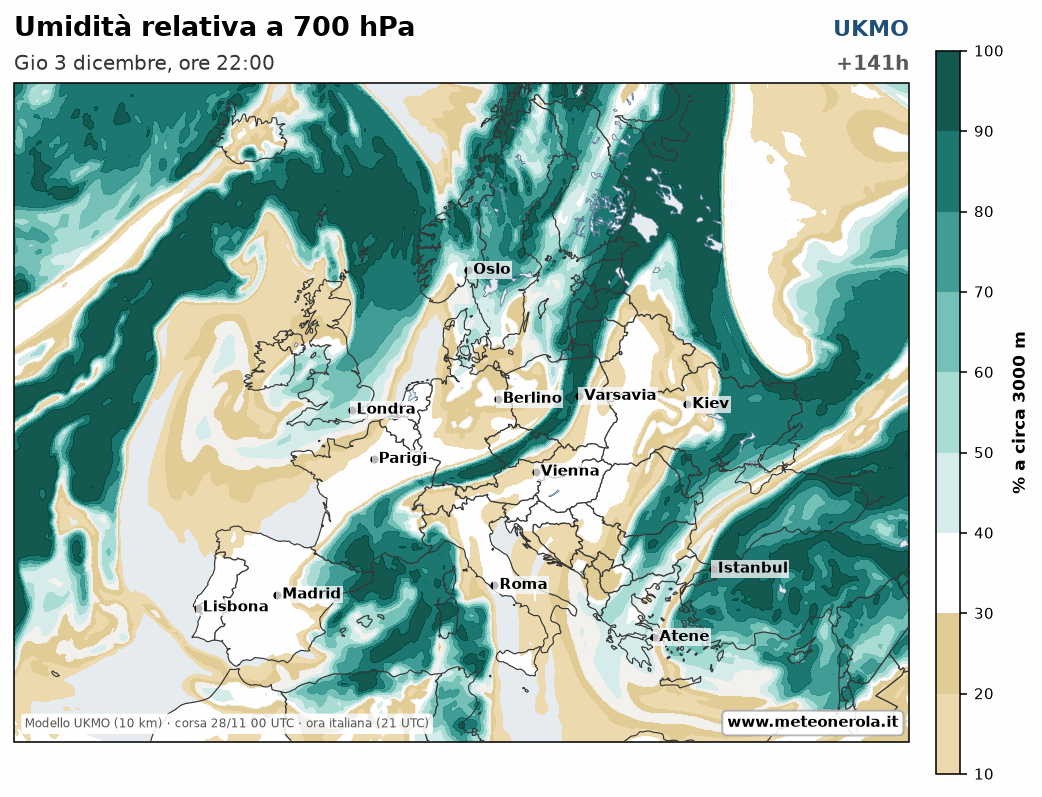 Umidità relativa a 700 hPa
UKMO
Gio 3 dicembre, ore 22:00
+141h
100
90
80
70
60
50
40
30
20
10
% a circa 3000 m
Oslo
Londra
Berlino
Varsavia
Kiev
Parigi
Vienna
Istanbul
Roma
Madrid
Lisbona
Atene
Modello UKMO (10 km) · corsa 28/11 00 UTC · ora italiana (21 UTC)
www.meteonerola.it